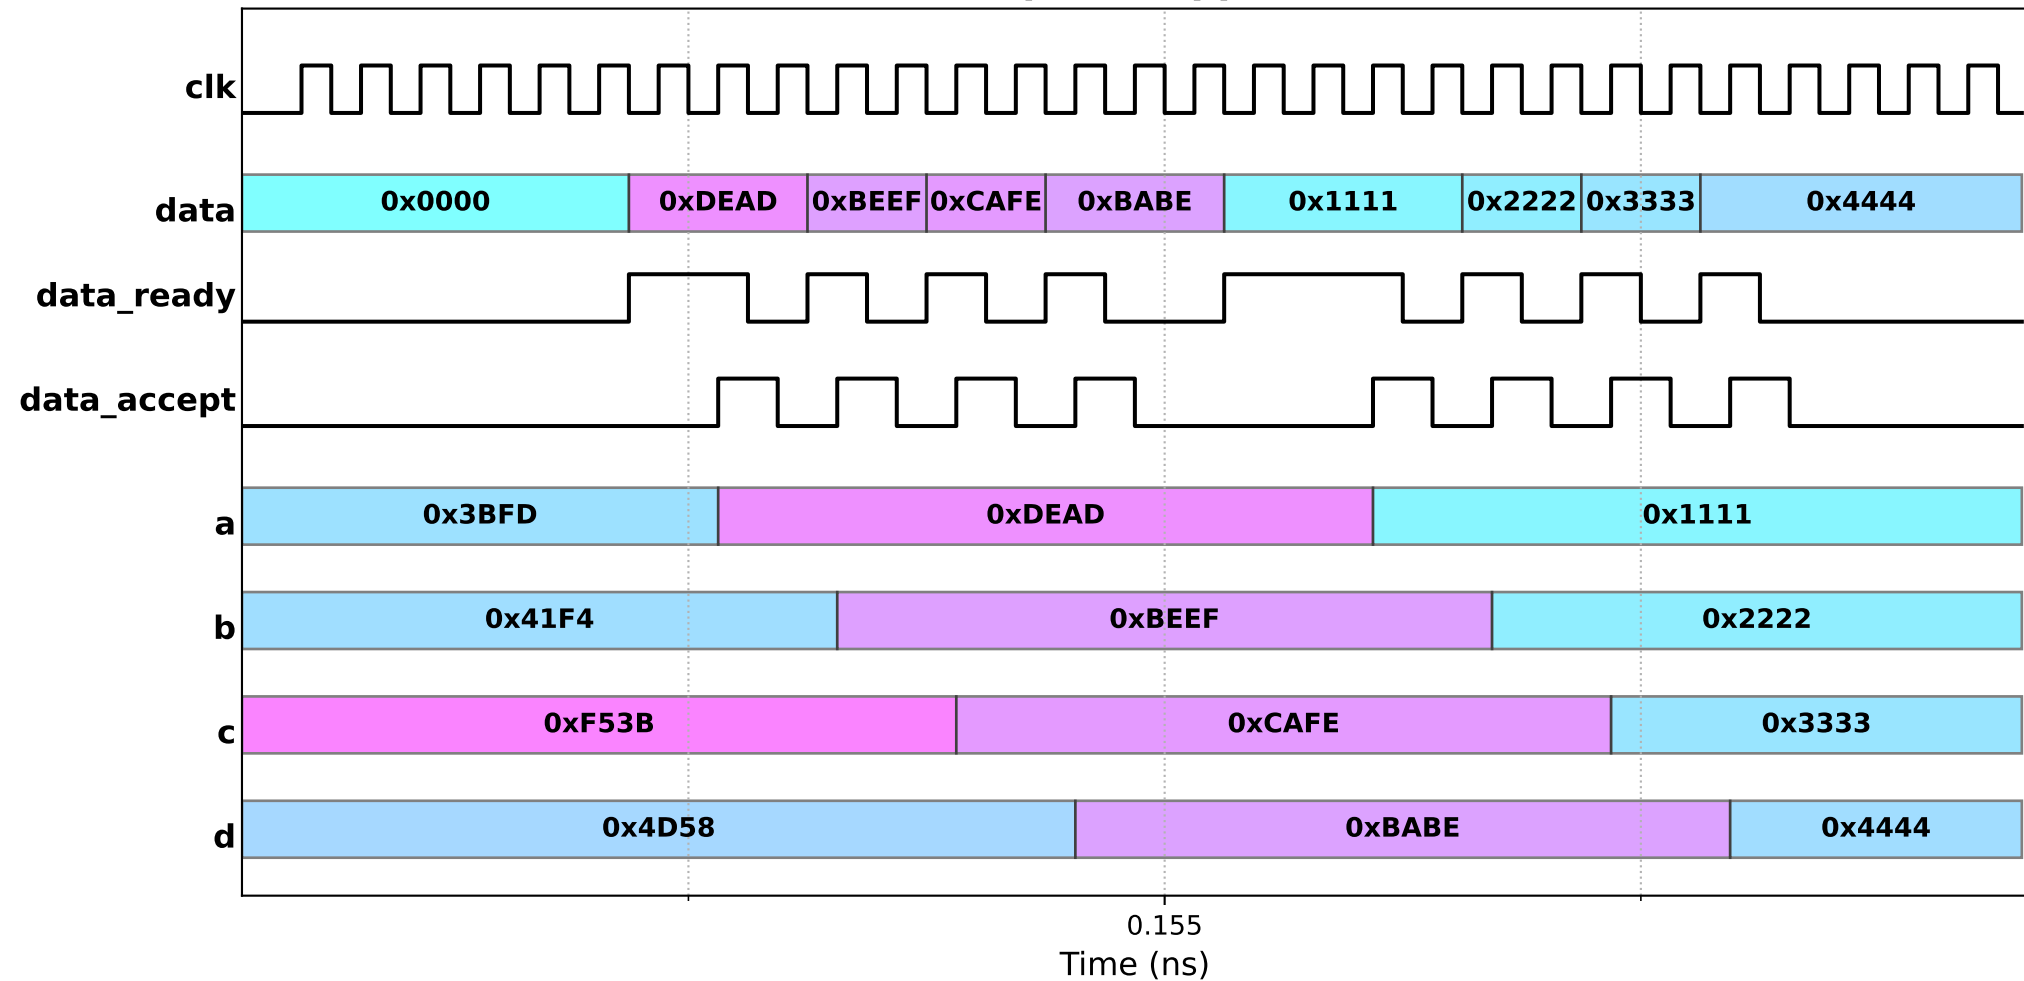 clk
data 0x0000 0xDEAD 0xBEEF 0xCAFE 0xBABE 0x1111 0x2222 0x3333 0x4444
data_ready
data_accept
a 0x3BFD 0xDEAD 0x1111
b 0x41F4 0xBEEF 0x2222
c 0xF53B 0xCAFE 0x3333
d 0x4D58 0xBABE 0x4444
0.155
Time (ns)